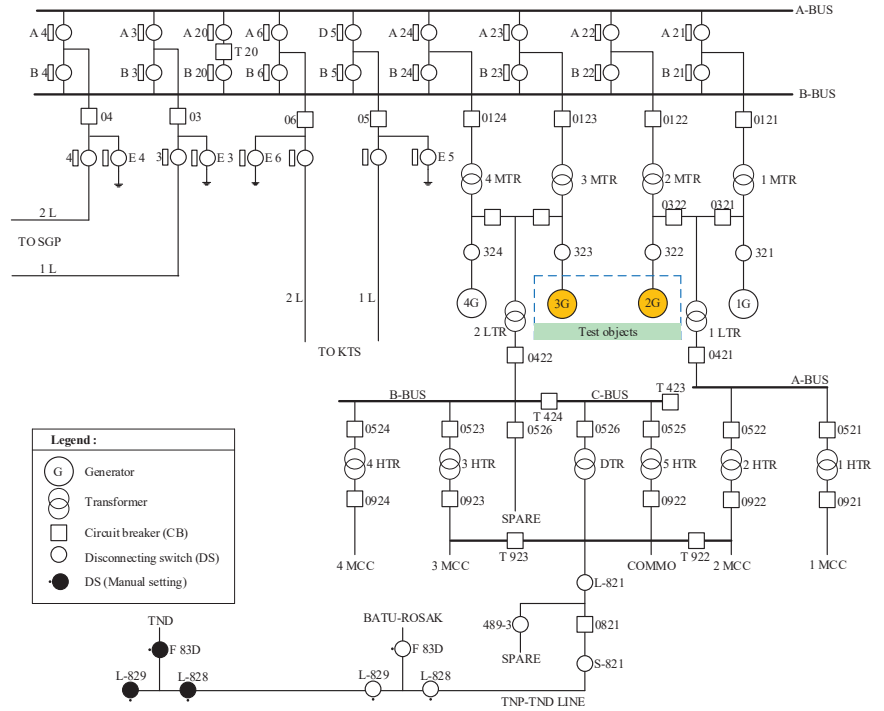 A-BUS
A 4
A 3
A 20
A 6
D 5
A 24
A 23
A 22
A 21
T 20
B 4
B 3
B 20
B 6
B 5
B 24
B 23
B 22
B 21
B-BUS
04
03
06
05
0124
0123
0122
0121
4
E 4
3
E 3
E 6
E 5
4 MTR
3 MTR
2 MTR
1 MTR
2 L
0322
0321
TO SGP
324
323
322
321
1 L
2 L
1 L
4G
3G
2G
1G
Test objects
2 LTR
1 LTR
TO KTS
0422
0421
A-BUS
B-BUS
C-BUS
T 423
T 424
0524
0523
0526
0526
0525
0522
0521
Legend :
G Generator
Transformer
Circuit breaker (CB)
Disconnecting switch (DS)
DS (Manual setting)
4 HTR
3 HTR
DTR
5 HTR
2 HTR
1 HTR
0924
0923
0922
0922
0921
SPARE
T 923
T 922
4 MCC
3 MCC
COMMO
2 MCC
1 MCC
L-821
TND
BATU-ROSAK
489-3
0821
F 83D
F 83D
SPARE
S-821
L-829
L-828
L-829
L-828
TNP-TND LINE